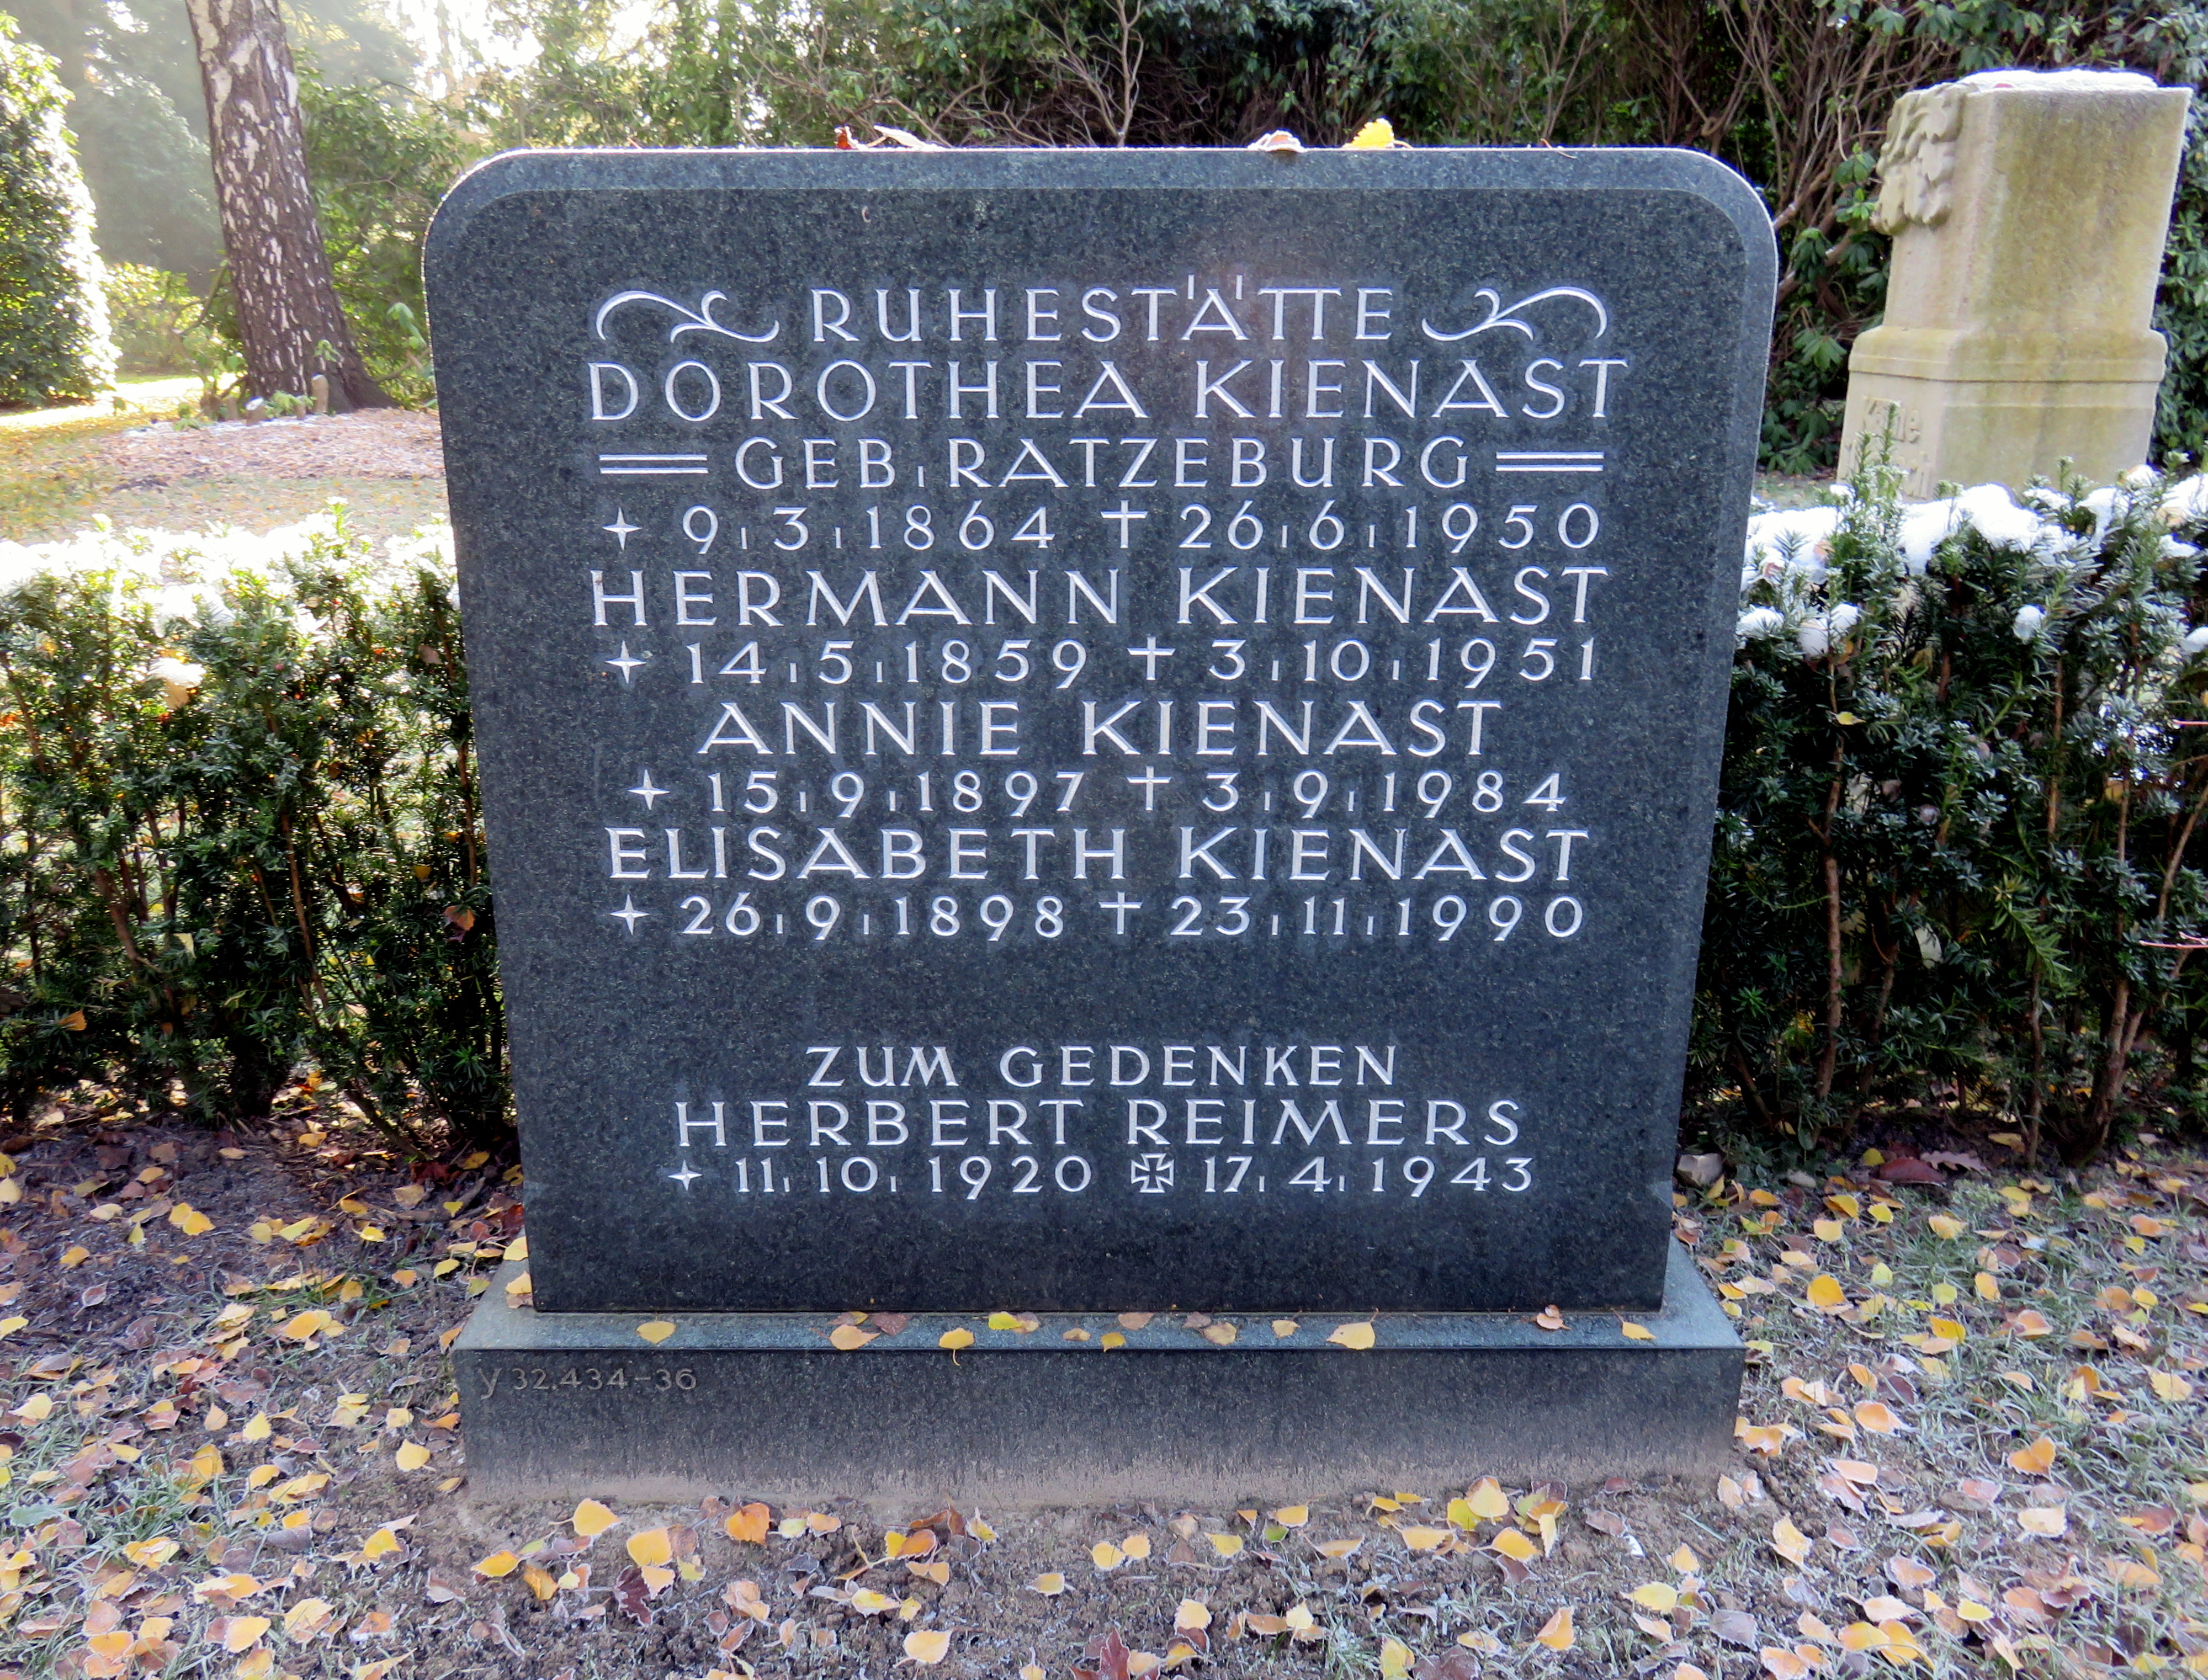 RUHESTÄTTE
DOROTHEA KIENAST
GEB. RATZEBURG
✦ 9.3.1864 † 26.6.1950
HERMANN KIENAST
✦ 14.5.1859 † 3.10.1951
ANNIE KIENAST
✦ 15.9.1897 † 3.9.1984
ELISABETH KIENAST
✦ 26.9.1898 † 23.11.1990
ZUM GEDENKEN
HERBERT REIMERS
✦ 11.10.1920 ✠ 17.4.1943
y 32.434-36